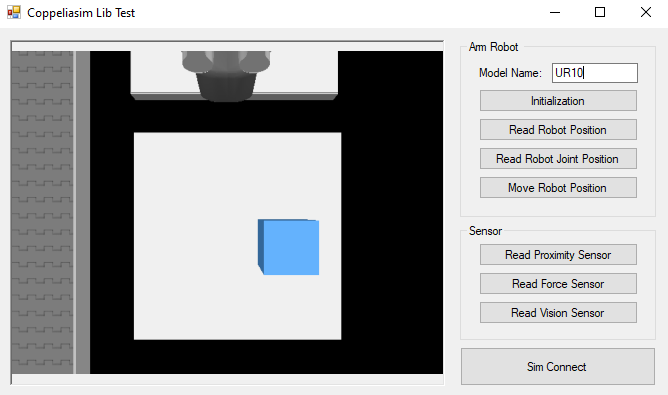 Coppeliasim Lib Test
Arm Robot
Model Name: UR10
Initialization
Read Robot Position
Read Robot Joint Position
Move Robot Position
Sensor
Read Proximity Sensor
Read Force Sensor
Read Vision Sensor
Sim Connect